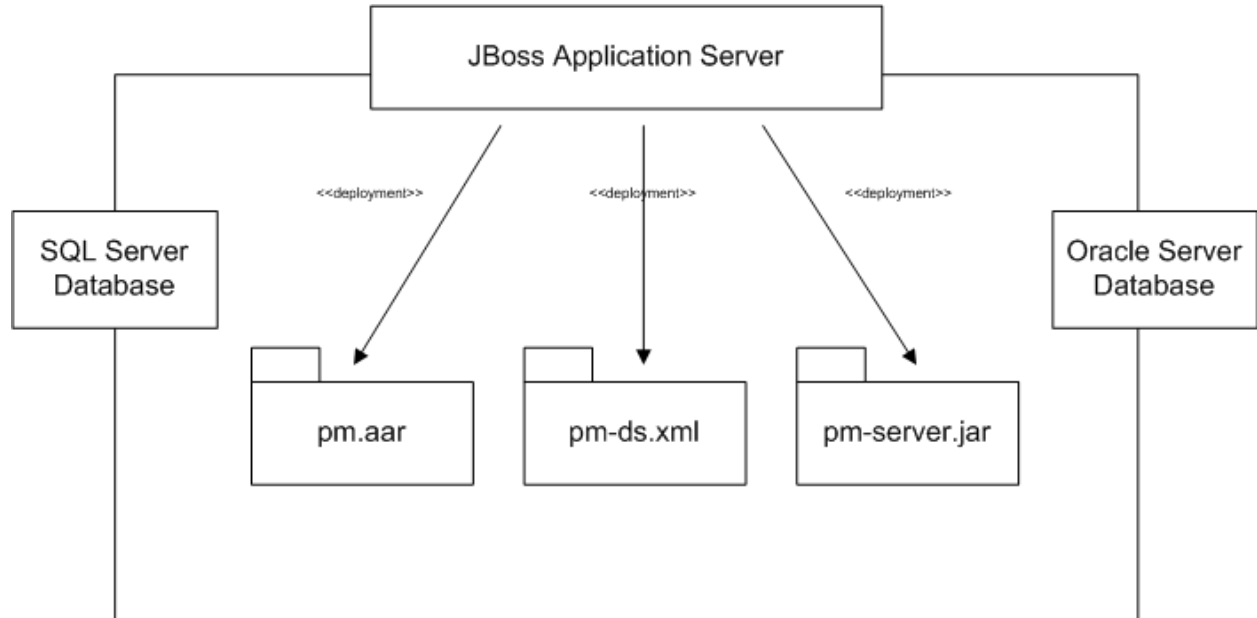 JBoss Application Server
<<deployment>> <<deployment>> <<deployment>>
SQL Server
Database
Oracle Server
Database
pm.aar
pm-ds.xml
pm-server.jar